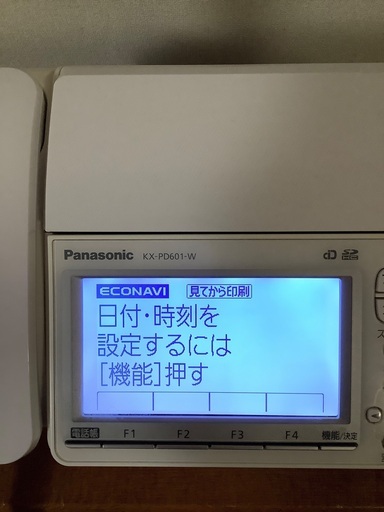 Panasonic KX-PD601-W
ECONAVI 見てから印刷
日付・時刻を
設定するには
[機能]押す
電話帳 F1 F2 F3 F4 機能/決定